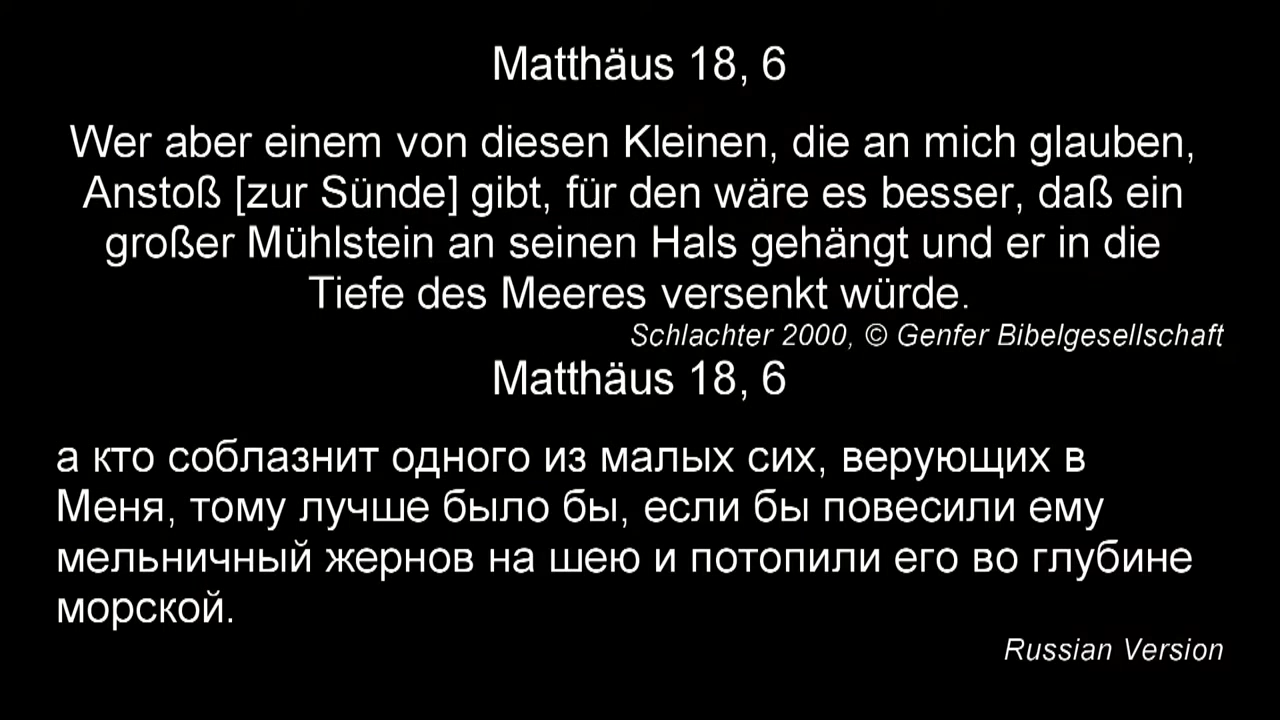 Matthäus 18, 6
Wer aber einem von diesen Kleinen, die an mich glauben,
Anstoß [zur Sünde] gibt, für den wäre es besser, daß ein
großer Mühlstein an seinen Hals gehängt und er in die
Tiefe des Meeres versenkt würde.
Schlachter 2000, © Genfer Bibelgesellschaft
Matthäus 18, 6
а кто соблазнит одного из малых сих, верующих в
Меня, тому лучше было бы, если бы повесили ему
мельничный жернов на шею и потопили его во глубине
морской.
Russian Version